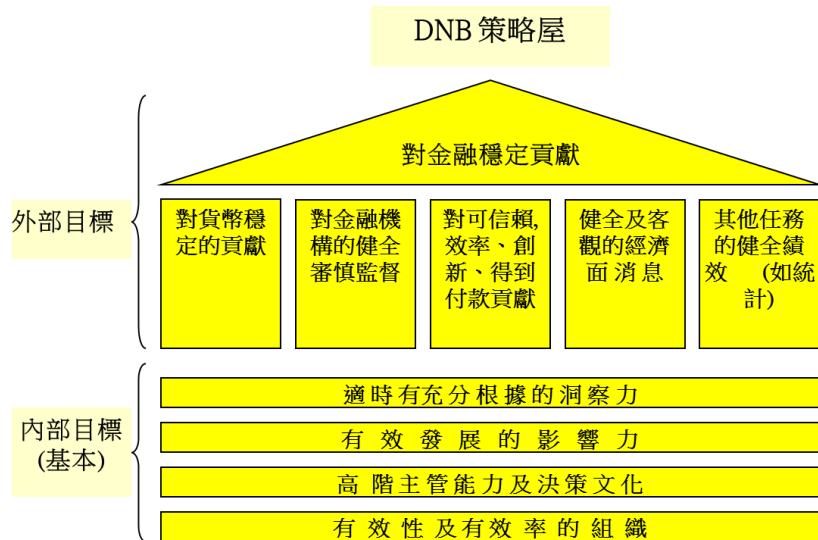 DNB 策略屋
對金融穩定貢獻
外部目標
對貨幣穩
定的貢獻
對金融機
構的健全
審慎監督
對可信賴,
效率、創
新、得到
付款貢獻
健全及客
觀的經濟
面消息
其他任務
的健全績
效 (如統
計)
內部目標
(基本)
適時有充分根據的洞察力
有效發展的影響力
高階主管能力及決策文化
有效性及有效率的組織